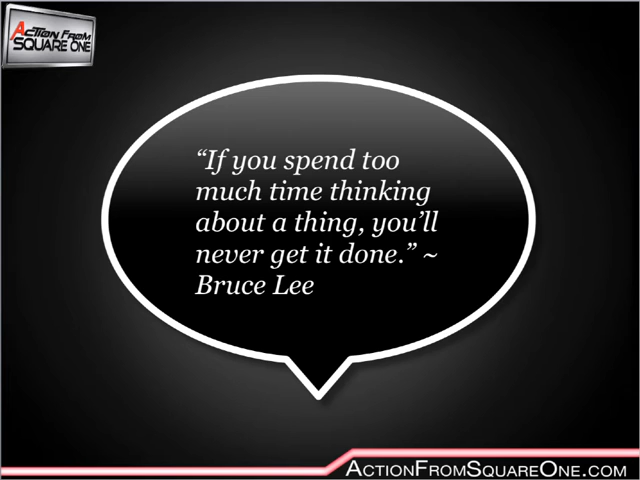 ACTION FROM
SQUARE ONE
“If you spend too
much time thinking
about a thing, you’ll
never get it done.” ~
Bruce Lee
ACTIONFROMSQUAREONE.COM